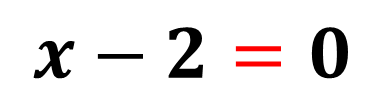 x − 2 = 0